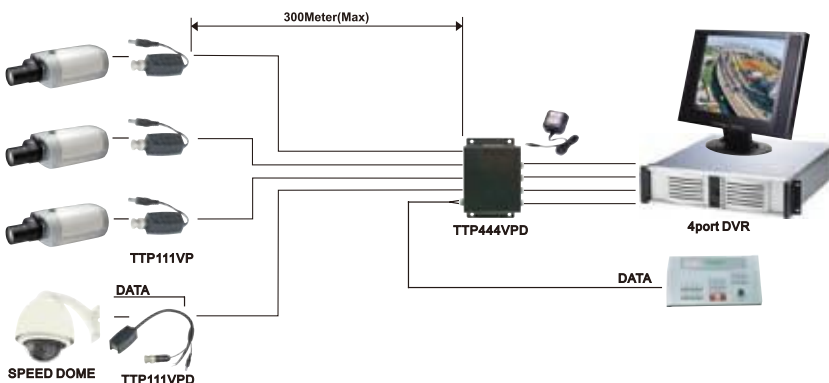 300Meter(Max)
TTP111VP
TTP444VPD
4port DVR
DATA
DATA
SPEED DOME
TTP111VPD